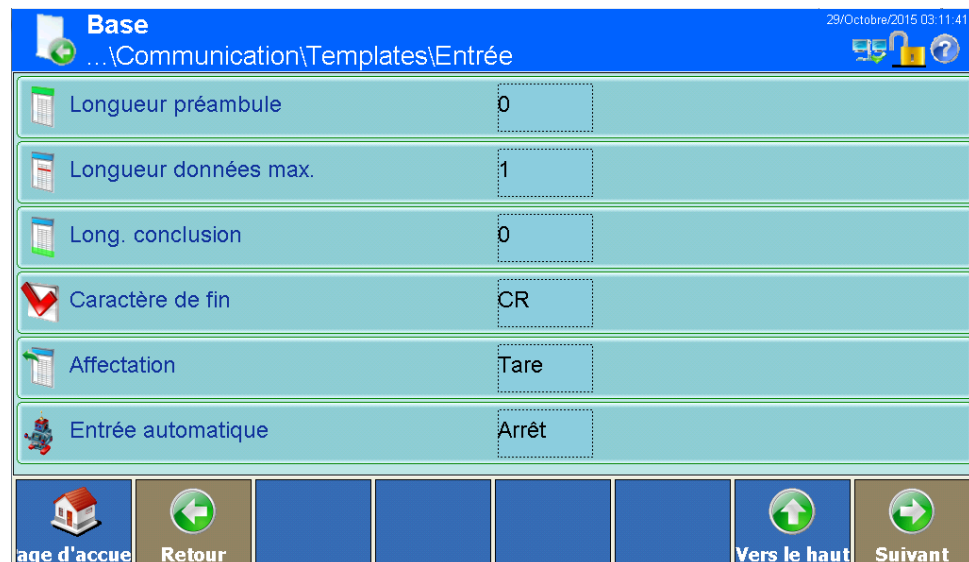 Base
29/Octobre/2015 03:11:41
...\Communication\Templates\Entrée
Longueur préambule 0
Longueur données max. 1
Long. conclusion 0
Caractère de fin CR
Affectation Tare
Entrée automatique Arrêt
age d'accue Retour Vers le haut Suivant